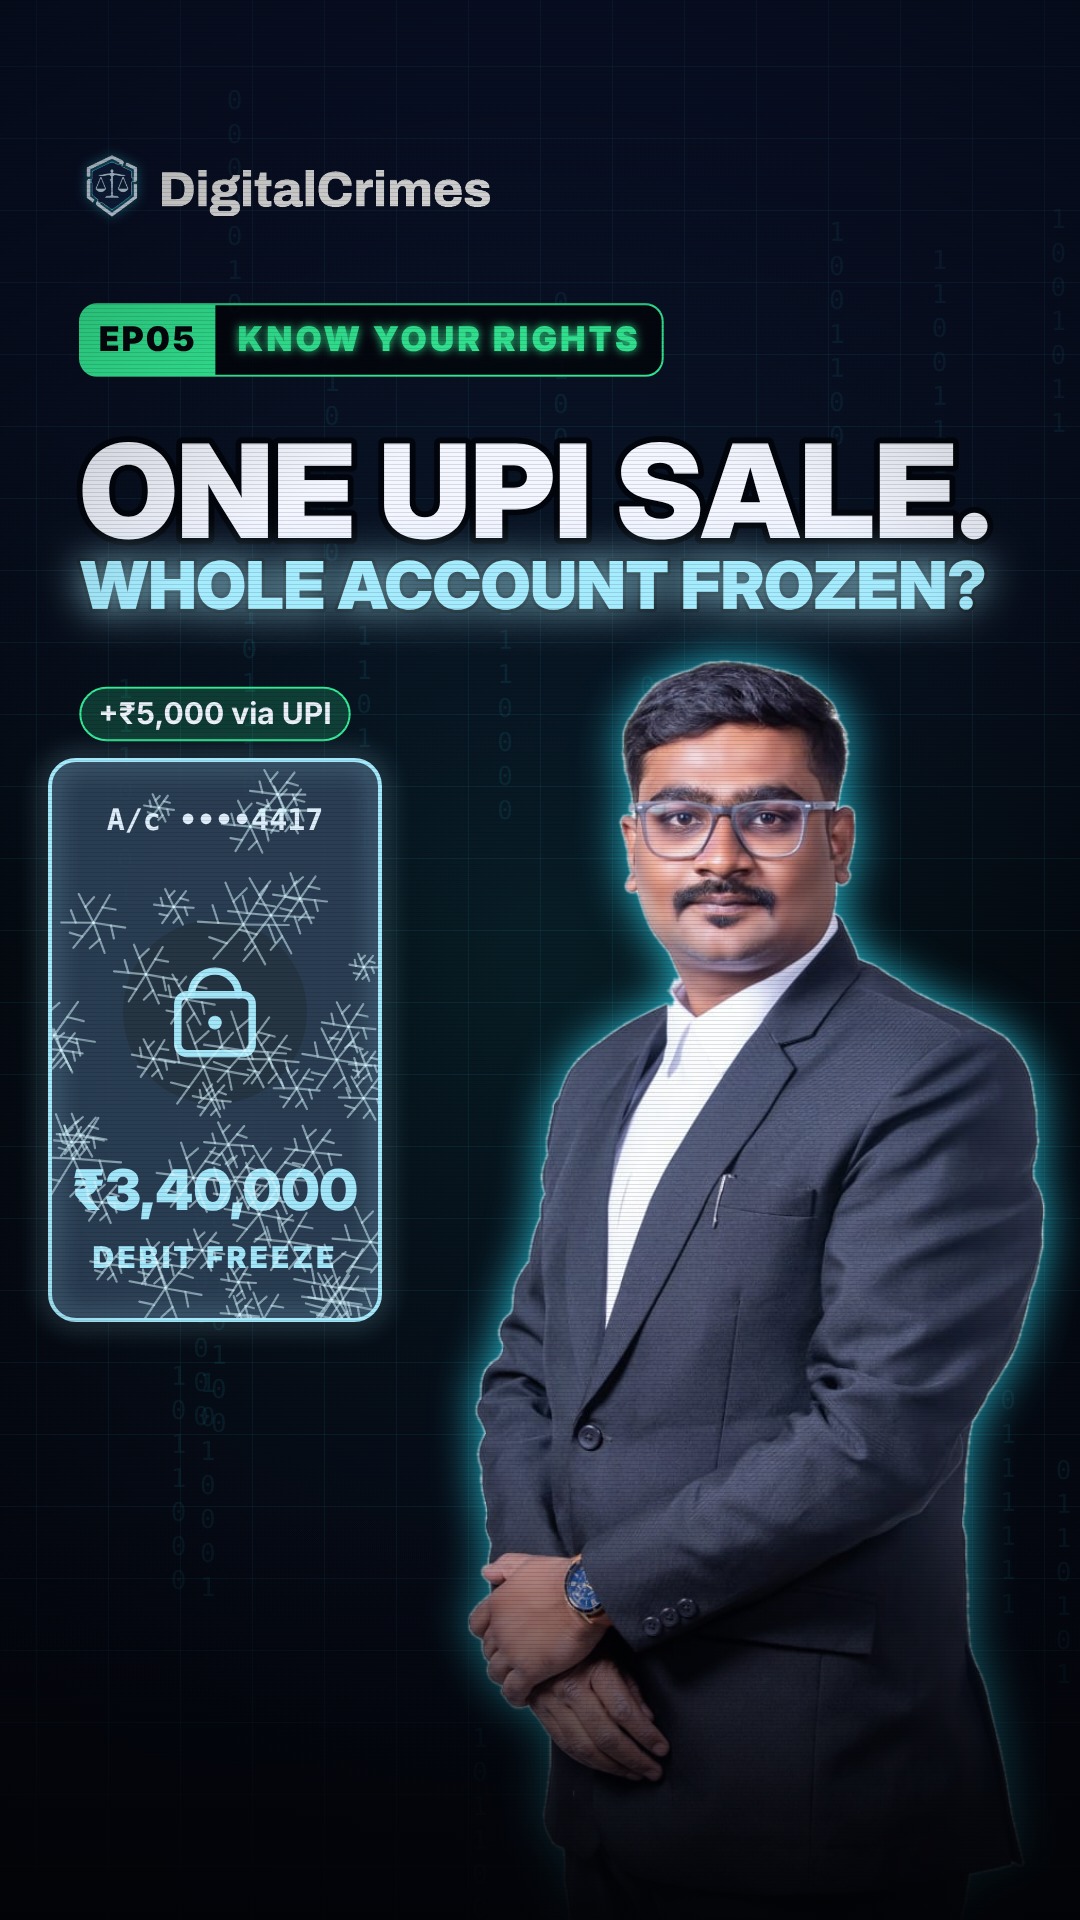 DigitalCrimes
EP05 KNOW YOUR RIGHTS
ONE UPI SALE.
WHOLE ACCOUNT FROZEN?
+₹5,000 via UPI
A/c ••••4417
₹3,40,000
DEBIT FREEZE